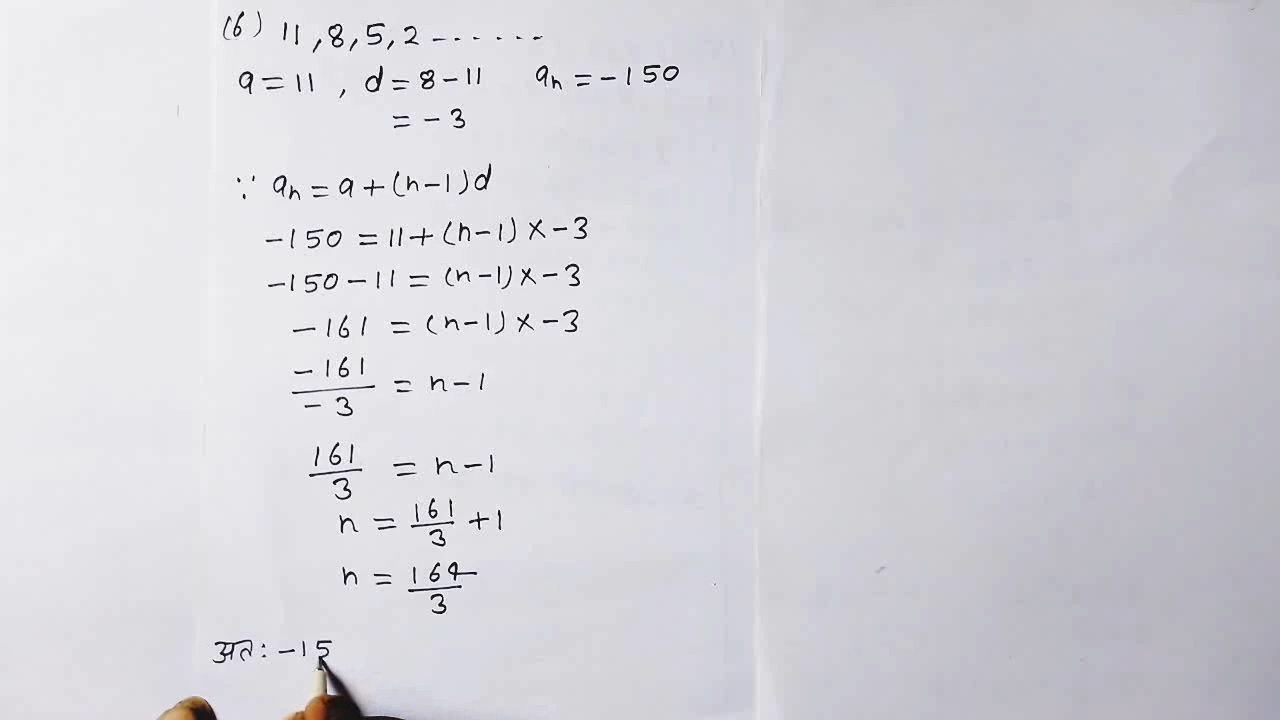 (6) 11, 8, 5, 2 -------
a = 11 , d = 8 - 11 aₙ = -150
= -3
∵ aₙ = a + (n-1)d
-150 = 11 + (n-1) × -3
-150 - 11 = (n-1) × -3
-161 = (n-1) × -3
-161/-3 = n-1
161/3 = n-1
n = 161/3 + 1
n = 164/3
अतः -15